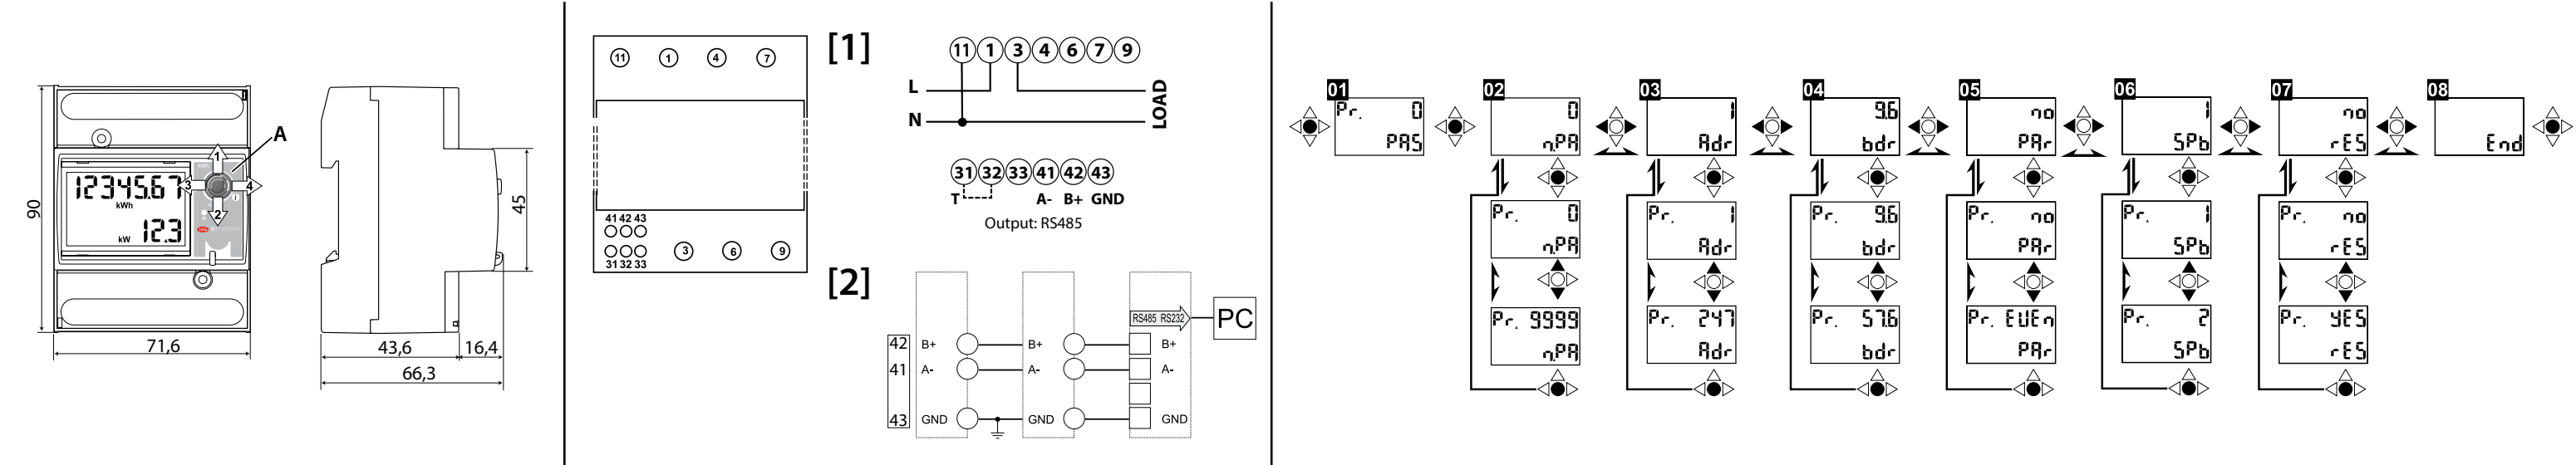 A
1
1234567
3
4
kWh
2
kW 12.3
90
71,6
45
43,6
16,4
66,3
11 1 4 7
41 42 43
31 32 33
3 6 9
[1]
11 1 3 4 6 7 9
L
N
LOAD
31 32 33 41 42 43
T A- B+ GND
Output: RS485
[2]
RS485 RS232
PC
42 B+ B+ B+
41 A- A- A-
43 GND GND GND
01
Pr. 0
PAS
02
0
n.PA
Pr. 0
n.PA
Pr. 9999
n.PA
03
1
Adr
Pr. 1
Adr
Pr. 247
Adr
04
9.6
bdr
Pr. 9.6
bdr
Pr. 57.6
bdr
05
no
PAr
Pr. no
PAr
Pr. EUEn
PAr
06
1
SPb
Pr. 1
SPb
Pr. 2
SPb
07
no
rES
Pr. no
rES
Pr. YES
rES
08
End